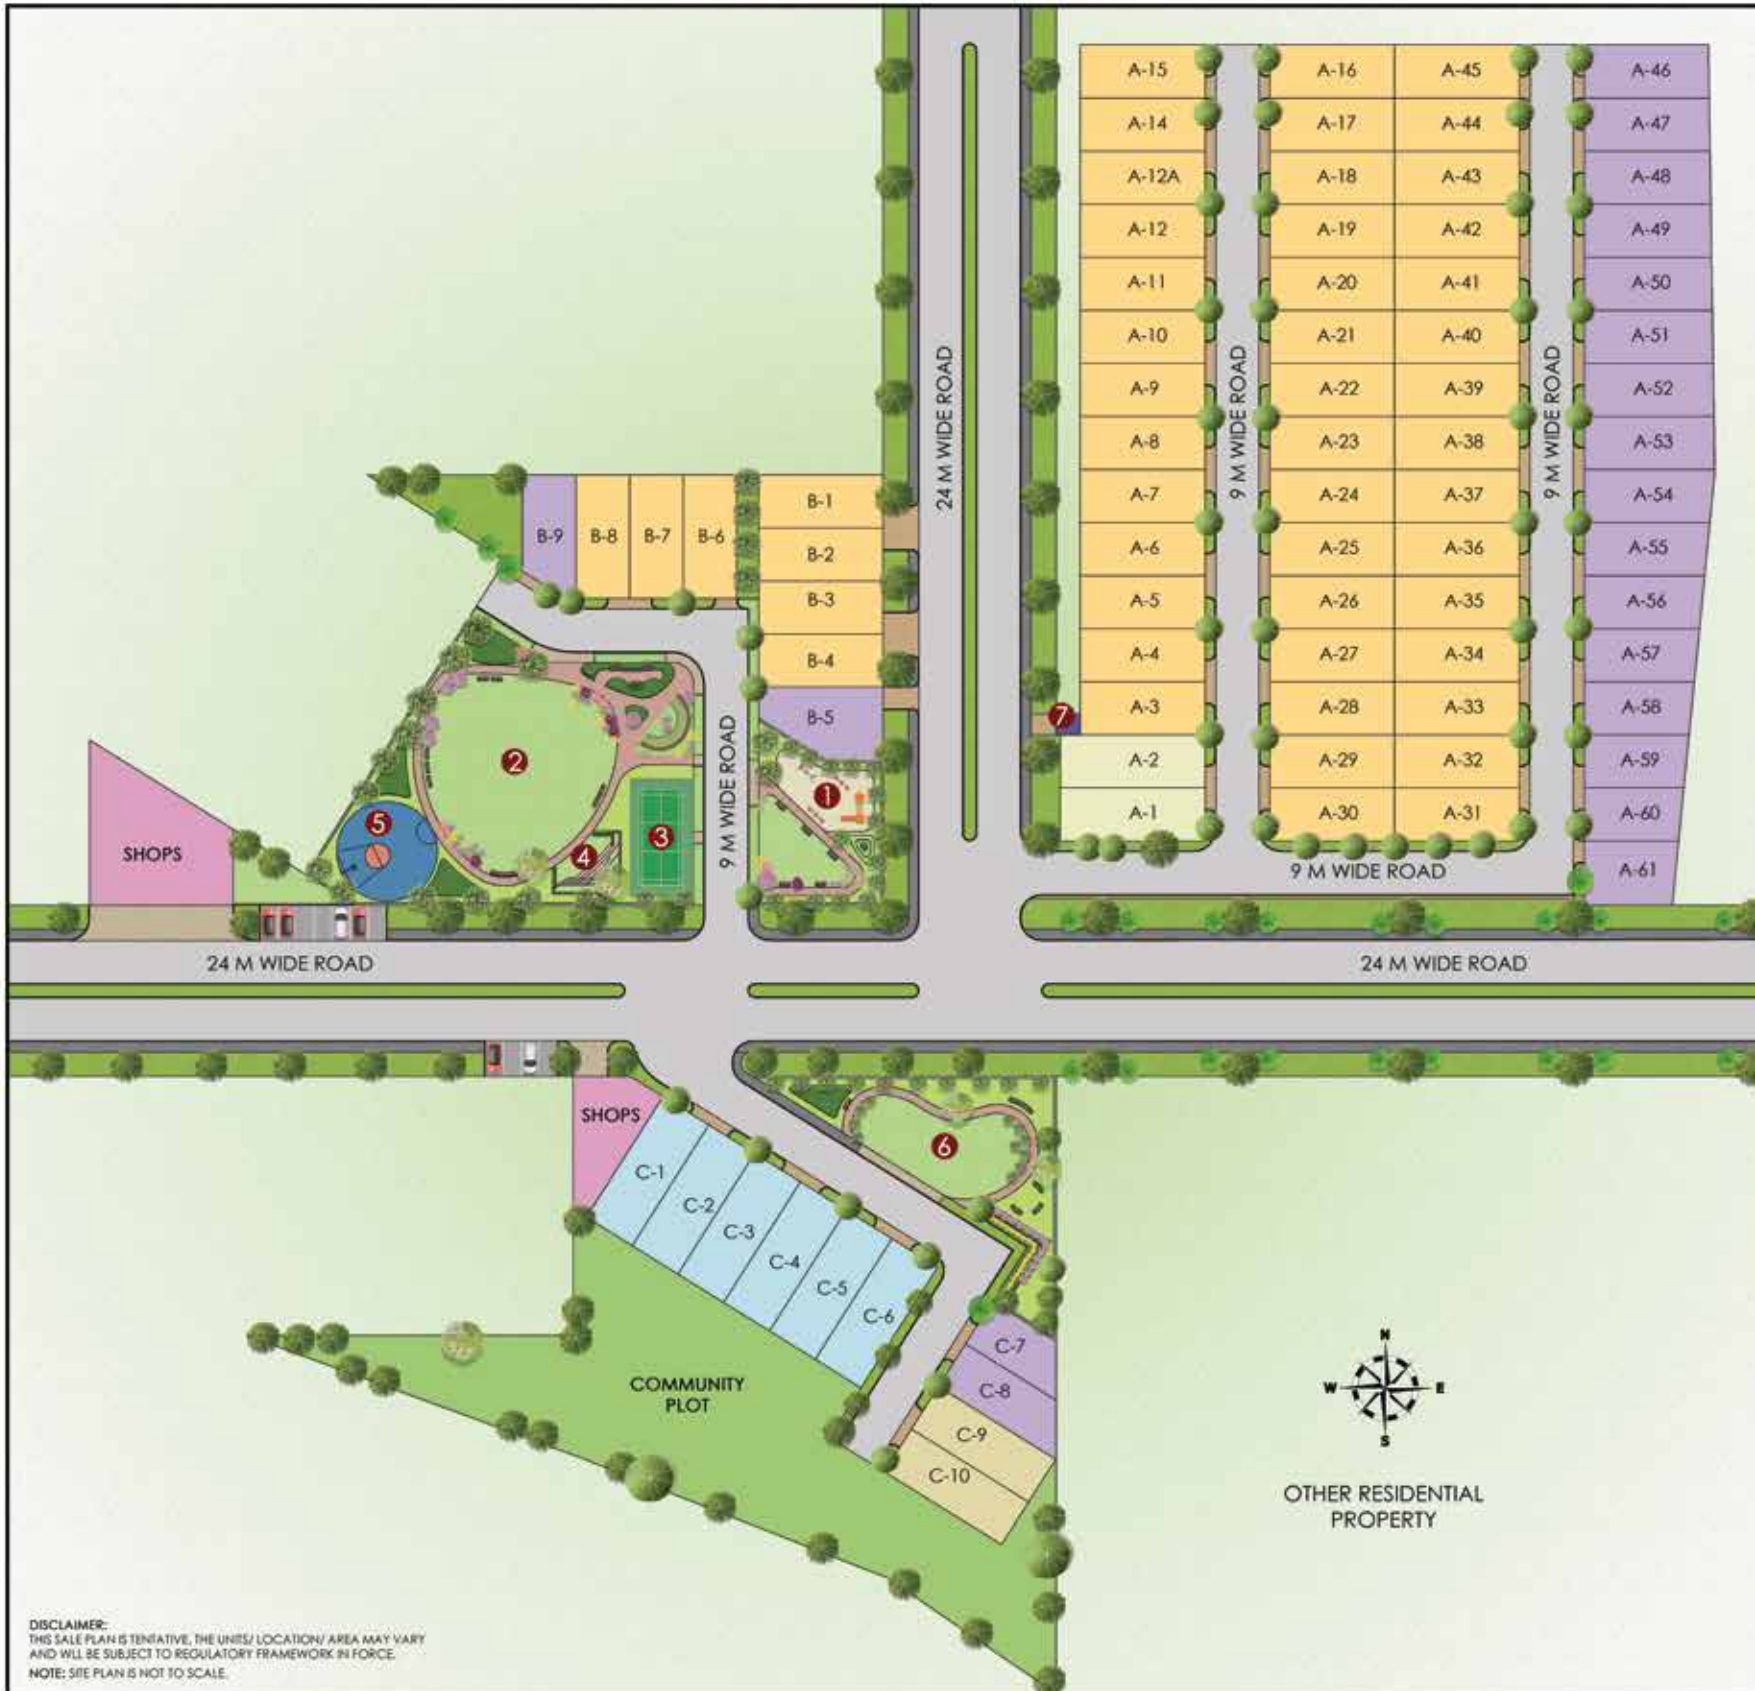 A-15
A-16
A-45
A-46
A-14
A-17
A-44
A-47
A-12A
A-18
A-43
A-48
A-12
A-19
A-42
A-49
A-11
A-20
A-41
A-50
A-10
A-21
A-40
A-51
A-9
A-22
A-39
A-52
A-8
A-23
A-38
A-53
A-7
A-24
A-37
A-54
A-6
A-25
A-36
A-55
A-5
A-26
A-35
A-56
A-4
A-27
A-34
A-57
A-3
A-28
A-33
A-58
A-2
A-29
A-32
A-59
A-1
A-30
A-31
A-60
A-61
24 M WIDE ROAD
9 M WIDE ROAD
9 M WIDE ROAD
9 M WIDE ROAD
7
B-9
B-8
B-7
B-6
B-1
B-2
B-3
B-4
B-5
9 M WIDE ROAD
2
1
5
3
4
SHOPS
24 M WIDE ROAD
24 M WIDE ROAD
SHOPS
6
C-1
C-2
C-3
C-4
C-5
C-6
C-7
C-8
C-9
C-10
COMMUNITY
PLOT
N
W
E
S
OTHER RESIDENTIAL
PROPERTY
DISCLAIMER:
THIS SALE PLAN IS TENTATIVE, THE UNITS/ LOCATION/ AREA MAY VARY
AND WLL BE SUBJECT TO REGULATORY FRAMEWORK IN FORCE.
NOTE: SITE PLAN IS NOT TO SCALE.